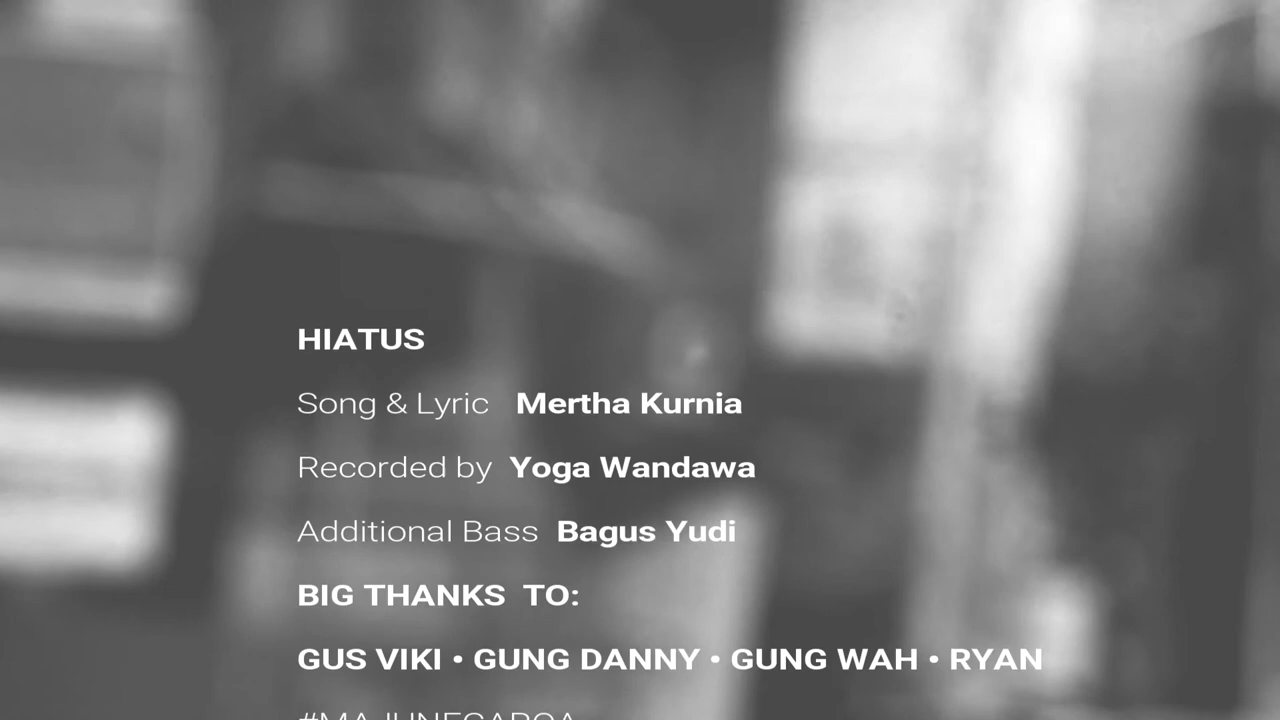 HIATUS
Song & Lyric Mertha Kurnia
Recorded by Yoga Wandawa
Additional Bass Bagus Yudi
BIG THANKS TO:
GUS VIKI • GUNG DANNY • GUNG WAH • RYAN